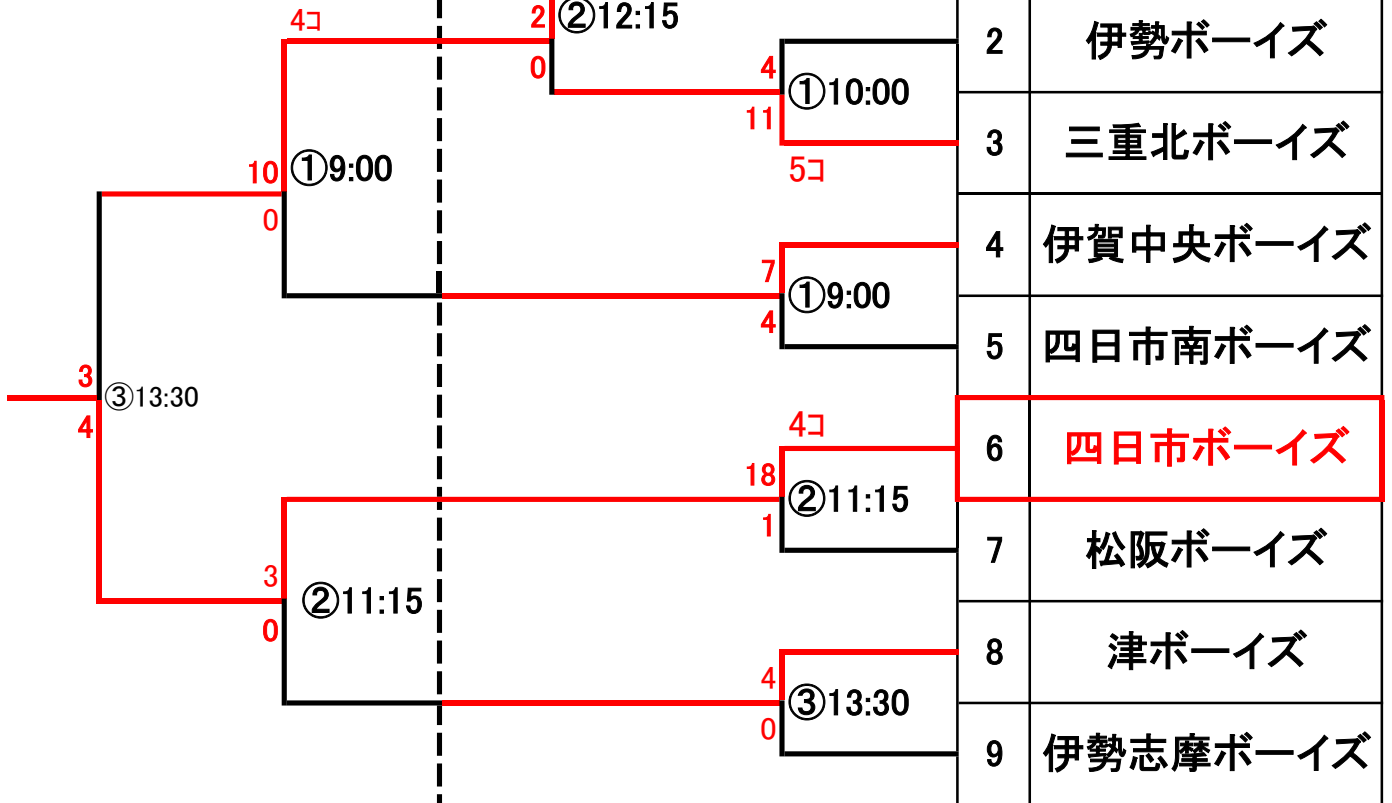 4コ
2
②12:15
0
2 伊勢ボーイズ
4
①10:00
11
3 三重北ボーイズ
5コ
10
①9:00
0
4 伊賀中央ボーイズ
7
①9:00
4
5 四日市南ボーイズ
3
③13:30
4
4コ
6 四日市ボーイズ
18
②11:15
1
7 松阪ボーイズ
3
②11:15
0
8 津ボーイズ
4
③13:30
0
9 伊勢志摩ボーイズ